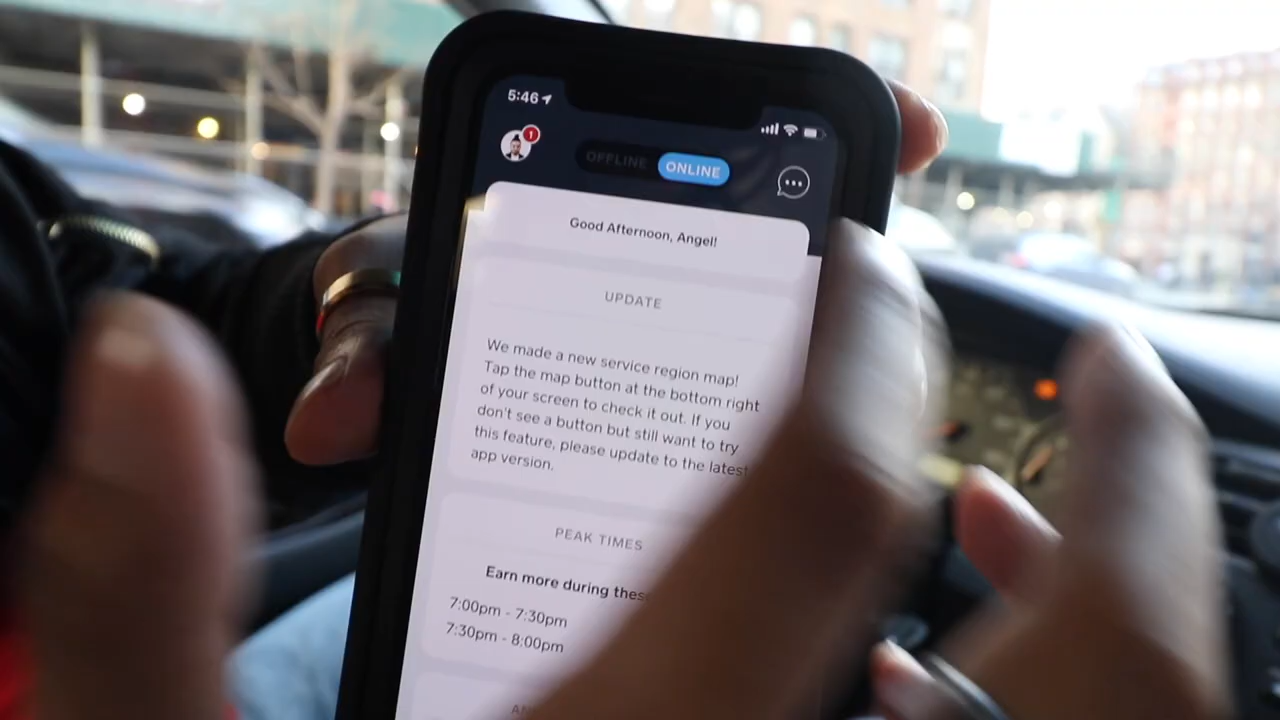 5:46
1
OFFLINE ONLINE
Good Afternoon, Angel!
UPDATE
We made a new service region map!
Tap the map button at the bottom right
of your screen to check it out. If you
don't see a button but still want to try
this feature, please update to the latest
app version.
PEAK TIMES
Earn more during these
7:00pm - 7:30pm
7:30pm - 8:00pm